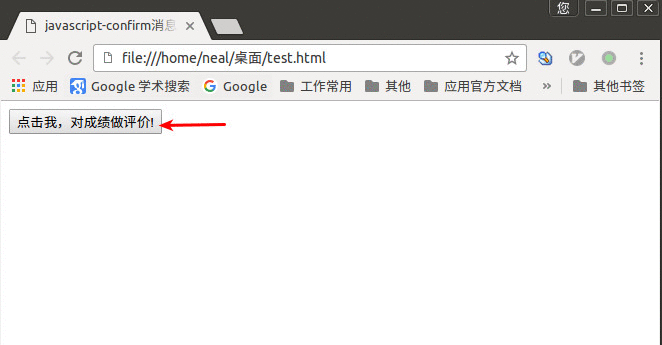 您
javascript-confirm消息
file:///home/neal/桌面/test.html
应用 Google 学术搜索 Google 工作常用 其他 应用官方文档 » 其他书签
点击我，对成绩做评价!